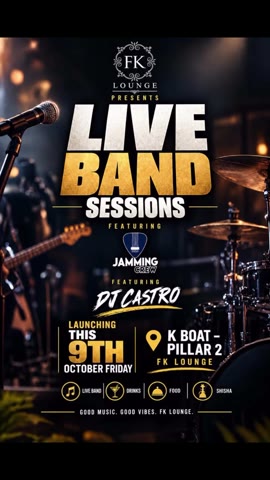 FK
LOUNGE
PRESENTS
LIVE
BAND
SESSIONS
FEATURING
JAMMING
CREW
FEATURING
DJ CASTRO
LAUNCHING
THIS
9TH
OCTOBER FRIDAY
K BOAT –
PILLAR 2
FK LOUNGE
LIVE BAND
DRINKS
FOOD
SHISHA
GOOD MUSIC. GOOD VIBES. FK LOUNGE.